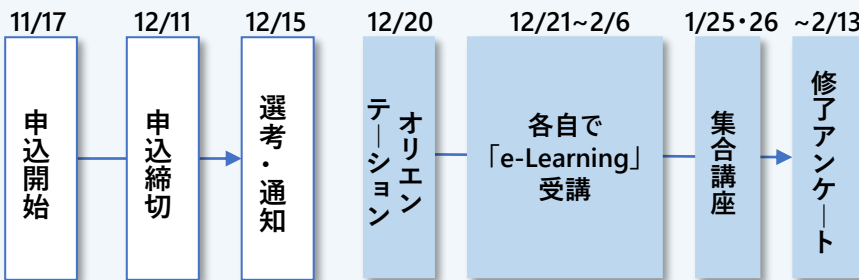 11/17
申込開始
12/11
申込締切
12/15
選考・通知
12/20
オリエン
テーション
12/21~2/6
各自で
「e-Learning」
受講
1/25・26
集合講座
~2/13
修了アンケート